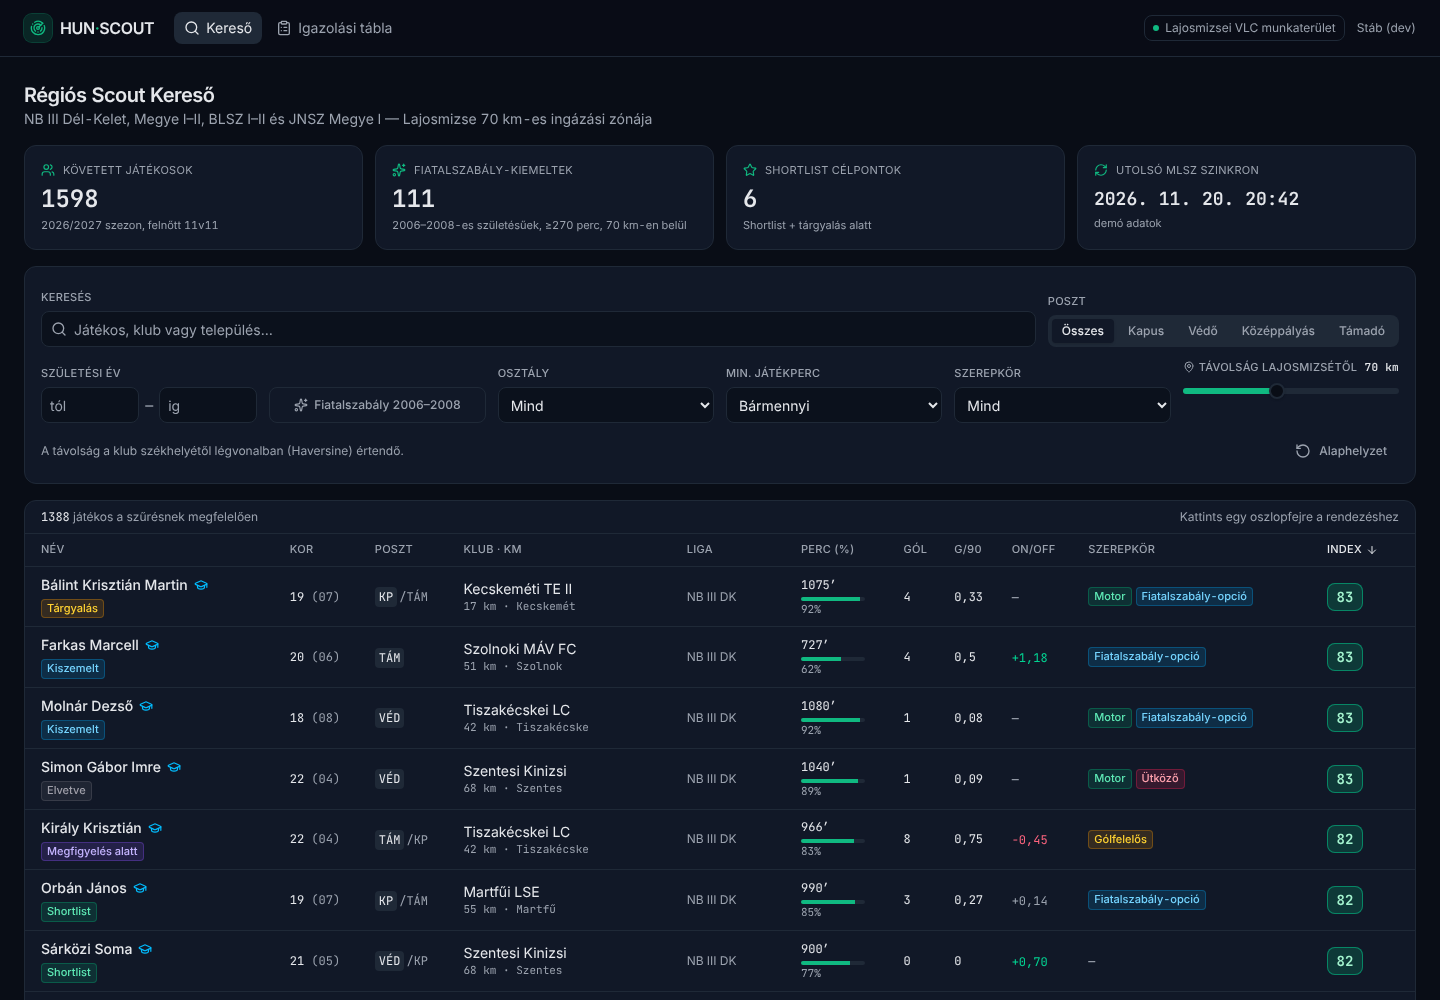 HUN·SCOUT
Kereső
Igazolási tábla
Lajosmizsei VLC munkaterület
Stáb (dev)
Régiós Scout Kereső
NB III Dél-Kelet, Megye I–II, BLSZ I–II és JNSZ Megye I — Lajosmizse 70 km-es ingázási zónája
KÖVETETT JÁTÉKOSOK
1598
2026/2027 szezon, felnőtt 11v11
FIATALSZABÁLY-KIEMELTEK
111
2006–2008-es születésűek, ≥270 perc, 70 km-en belül
SHORTLIST CÉLPONTOK
6
Shortlist + tárgyalás alatt
UTOLSÓ MLSZ SZINKRON
2026. 11. 20. 20:42
demó adatok
KERESÉS
Játékos, klub vagy település...
POSZT
Összes Kapus Védő Középpályás Támadó
SZÜLETÉSI ÉV
tól – ig
Fiatalszabály 2006–2008
OSZTÁLY
Mind
MIN. JÁTÉKPERC
Bármennyi
SZEREPKÖR
Mind
TÁVOLSÁG LAJOSMIZSÉTŐL 70 km
A távolság a klub székhelyétől légvonalban (Haversine) értendő.
Alaphelyzet
1388 játékos a szűrésnek megfelelően
Kattints egy oszlopfejre a rendezéshez
NÉV KOR POSZT KLUB · KM LIGA PERC (%) GÓL G/90 ON/OFF SZEREPKÖR INDEX ↓
Bálint Krisztián Martin
Tárgyalás
19 (07)
KP /TÁM
Kecskeméti TE II
17 km · Kecskemét
NB III DK
1075′
92%
4
0,33
—
Motor Fiatalszabály-opció
83
Farkas Marcell
Kiszemelt
20 (06)
TÁM
Szolnoki MÁV FC
51 km · Szolnok
NB III DK
727′
62%
4
0,5
+1,18
Fiatalszabály-opció
83
Molnár Dezső
Kiszemelt
18 (08)
VÉD
Tiszakécskei LC
42 km · Tiszakécske
NB III DK
1080′
92%
1
0,08
—
Motor Fiatalszabály-opció
83
Simon Gábor Imre
Elvetve
22 (04)
VÉD
Szentesi Kinizsi
68 km · Szentes
NB III DK
1040′
89%
1
0,09
—
Motor Ütköző
83
Király Krisztián
Megfigyelés alatt
22 (04)
TÁM /KP
Tiszakécskei LC
42 km · Tiszakécske
NB III DK
966′
83%
8
0,75
-0,45
Gólfelelős
82
Orbán János
Shortlist
19 (07)
KP /TÁM
Martfűi LSE
55 km · Martfű
NB III DK
990′
85%
3
0,27
+0,14
Fiatalszabály-opció
82
Sárközi Soma
Shortlist
21 (05)
VÉD /KP
Szentesi Kinizsi
68 km · Szentes
NB III DK
900′
77%
0
0
+0,70
—
82